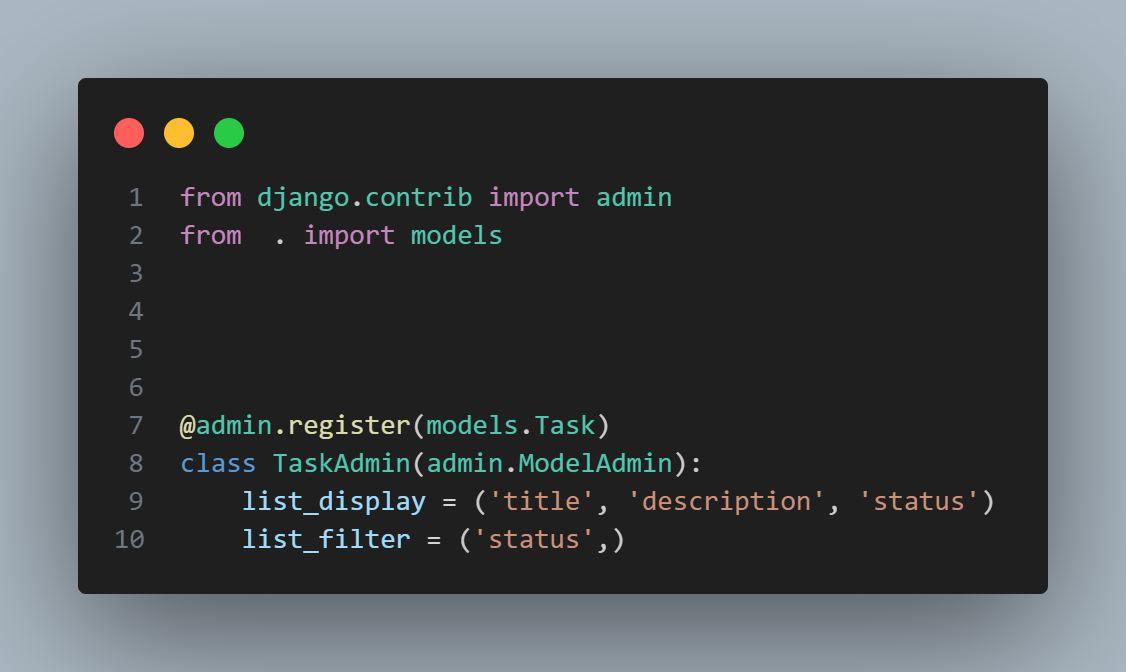 1 from django.contrib import admin
2 from  . import models
3
4
5
6
7 @admin.register(models.Task)
8 class TaskAdmin(admin.ModelAdmin):
9     list_display = ('title', 'description', 'status')
10     list_filter = ('status',)